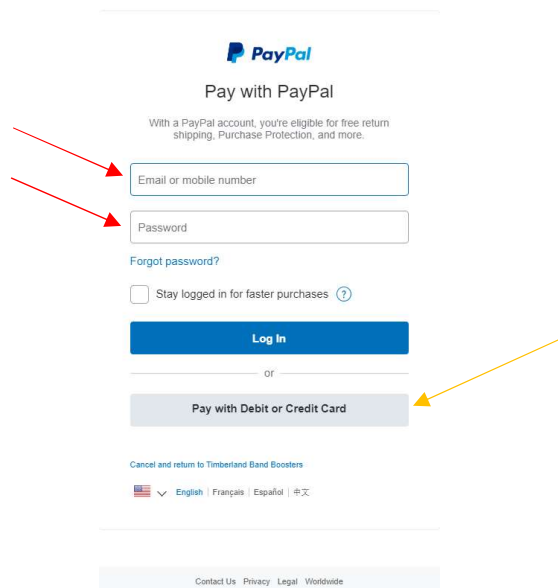 PayPal
Pay with PayPal
With a PayPal account, you're eligible for free return
shipping, Purchase Protection, and more.
Email or mobile number
Password
Forgot password?
Stay logged in for faster purchases ?
Log In
or
Pay with Debit or Credit Card
Cancel and return to Timberland Band Boosters
English | Français | Español | 中文
Contact Us Privacy Legal Worldwide